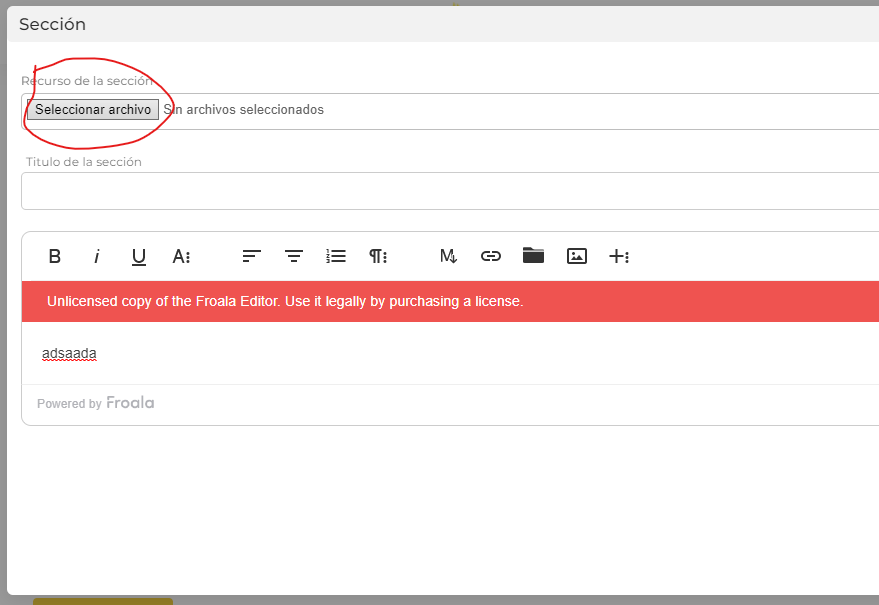 Sección
Recurso de la sección
Seleccionar archivo Sin archivos seleccionados
Titulo de la sección
B i U A
M
Unlicensed copy of the Froala Editor. Use it legally by purchasing a license.
adsaada
Powered by Froala